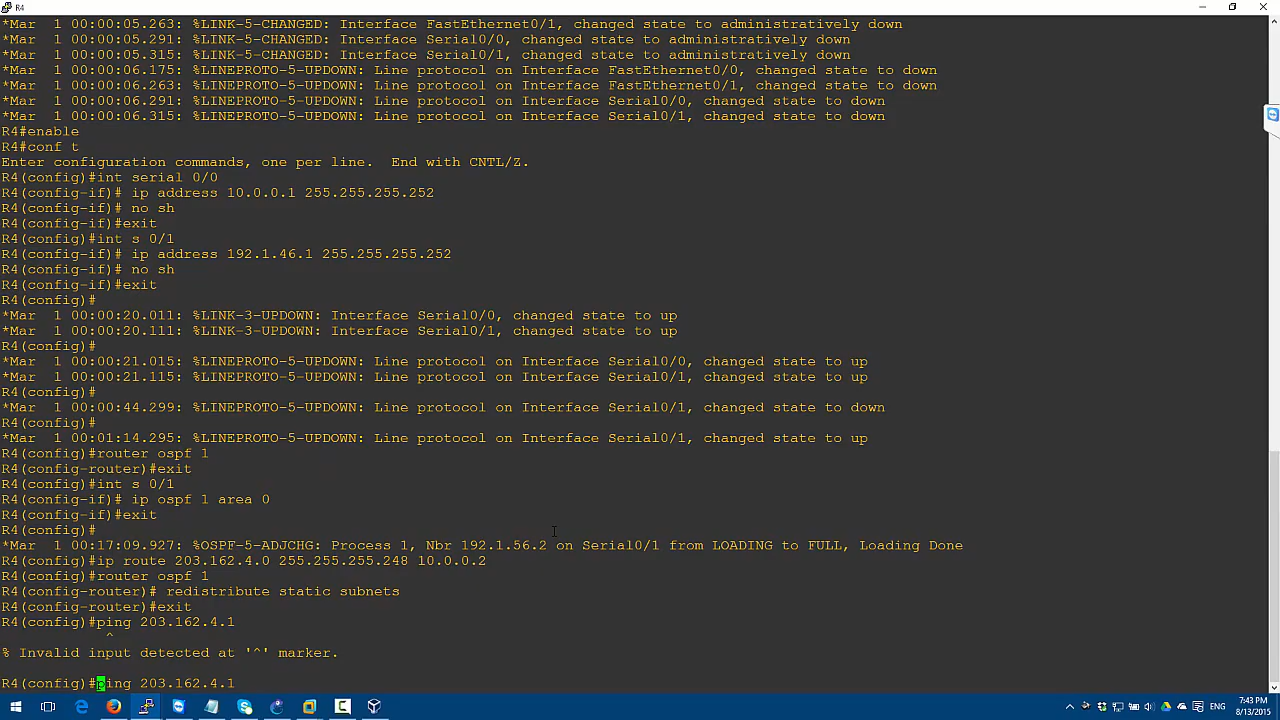 R4
*Mar  1 00:00:05.263: %LINK-5-CHANGED: Interface FastEthernet0/1, changed state to administratively down
*Mar  1 00:00:05.291: %LINK-5-CHANGED: Interface Serial0/0, changed state to administratively down
*Mar  1 00:00:05.315: %LINK-5-CHANGED: Interface Serial0/1, changed state to administratively down
*Mar  1 00:00:06.175: %LINEPROTO-5-UPDOWN: Line protocol on Interface FastEthernet0/0, changed state to down
*Mar  1 00:00:06.263: %LINEPROTO-5-UPDOWN: Line protocol on Interface FastEthernet0/1, changed state to down
*Mar  1 00:00:06.291: %LINEPROTO-5-UPDOWN: Line protocol on Interface Serial0/0, changed state to down
*Mar  1 00:00:06.315: %LINEPROTO-5-UPDOWN: Line protocol on Interface Serial0/1, changed state to down
R4#enable
R4#conf t
Enter configuration commands, one per line.  End with CNTL/Z.
R4(config)#int serial 0/0
R4(config-if)# ip address 10.0.0.1 255.255.255.252
R4(config-if)# no sh
R4(config-if)#exit
R4(config)#int s 0/1
R4(config-if)# ip address 192.1.46.1 255.255.255.252
R4(config-if)# no sh
R4(config-if)#exit
R4(config)#
*Mar  1 00:00:20.011: %LINK-3-UPDOWN: Interface Serial0/0, changed state to up
*Mar  1 00:00:20.111: %LINK-3-UPDOWN: Interface Serial0/1, changed state to up
R4(config)#
*Mar  1 00:00:21.015: %LINEPROTO-5-UPDOWN: Line protocol on Interface Serial0/0, changed state to up
*Mar  1 00:00:21.115: %LINEPROTO-5-UPDOWN: Line protocol on Interface Serial0/1, changed state to up
R4(config)#
*Mar  1 00:00:44.299: %LINEPROTO-5-UPDOWN: Line protocol on Interface Serial0/1, changed state to down
R4(config)#
*Mar  1 00:01:14.295: %LINEPROTO-5-UPDOWN: Line protocol on Interface Serial0/1, changed state to up
R4(config)#router ospf 1
R4(config-router)#exit
R4(config)#int s 0/1
R4(config-if)# ip ospf 1 area 0
R4(config-if)#exit
R4(config)#
*Mar  1 00:17:09.927: %OSPF-5-ADJCHG: Process 1, Nbr 192.1.56.2 on Serial0/1 from LOADING to FULL, Loading Done
R4(config)#ip route 203.162.4.0 255.255.255.248 10.0.0.2
R4(config)#router ospf 1
R4(config-router)# redistribute static subnets
R4(config-router)#exit
R4(config)#ping 203.162.4.1
^
% Invalid input detected at '^' marker.
R4(config)#ping 203.162.4.1
ENG
7:43 PM
8/13/2015